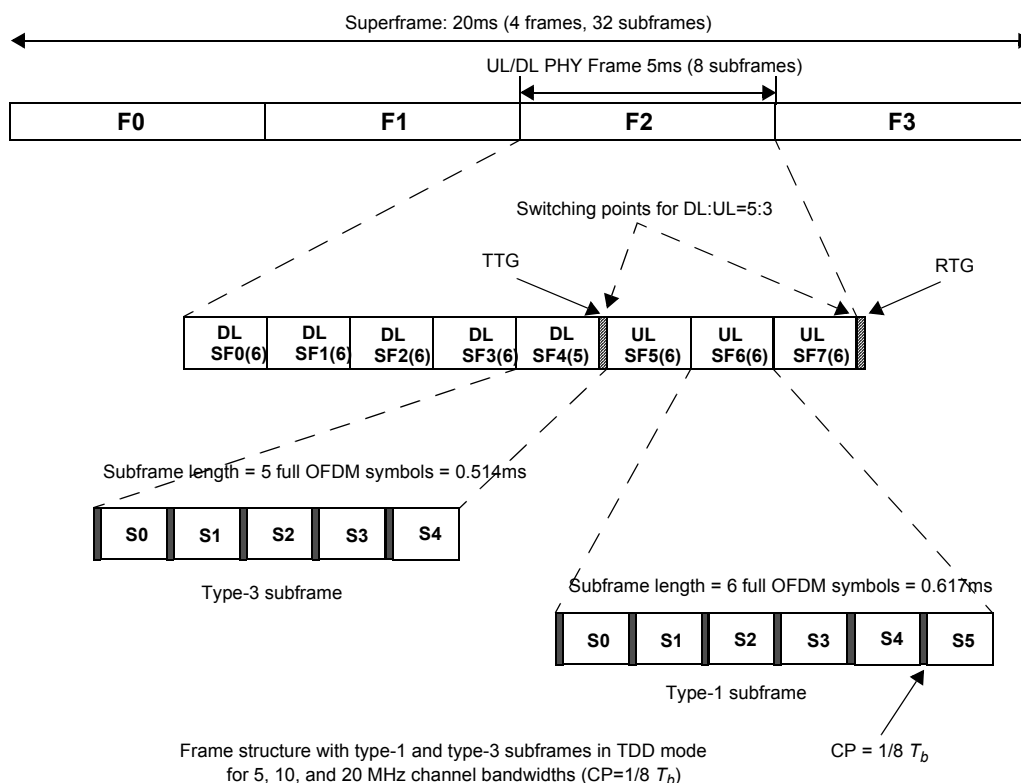 Superframe: 20ms (4 frames, 32 subframes)
UL/DL PHY Frame 5ms (8 subframes)
F0 F1 F2 F3
Switching points for DL:UL=5:3
TTG RTG
DL DL DL DL DL UL UL UL
SF0(6) SF1(6) SF2(6) SF3(6) SF4(5) SF5(6) SF6(6) SF7(6)
Subframe length = 5 full OFDM symbols = 0.514ms
S0 S1 S2 S3 S4
Type-3 subframe
Subframe length = 6 full OFDM symbols = 0.617ms
S0 S1 S2 S3 S4 S5
Type-1 subframe
CP = 1/8 T_b
Frame structure with type-1 and type-3 subframes in TDD mode
for 5, 10, and 20 MHz channel bandwidths (CP=1/8 T_b)